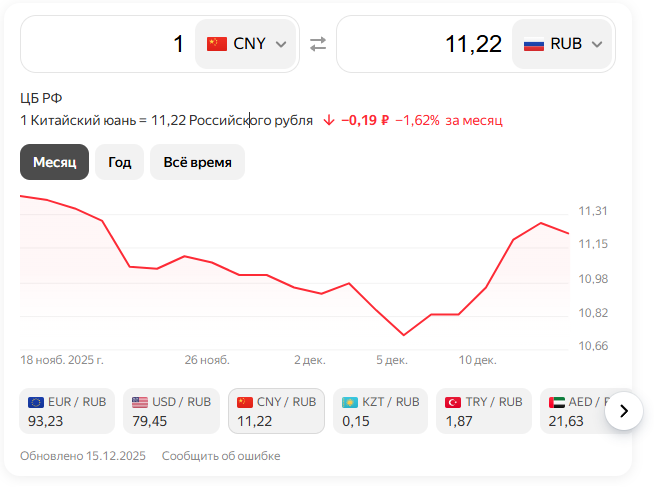 1 CNY 11,22 RUB
ЦБ РФ
1 Китайский юань = 11,22 Российского рубля ↓ −0,19 ₽ −1,62% за месяц
Месяц Год Всё время
11,31
11,15
10,98
10,82
10,66
18 нояб. 2025 г. 26 нояб. 2 дек. 5 дек. 10 дек.
EUR / RUB USD / RUB CNY / RUB KZT / RUB TRY / RUB AED /
93,23 79,45 11,22 0,15 1,87 21,63
Обновлено 15.12.2025 Сообщить об ошибке